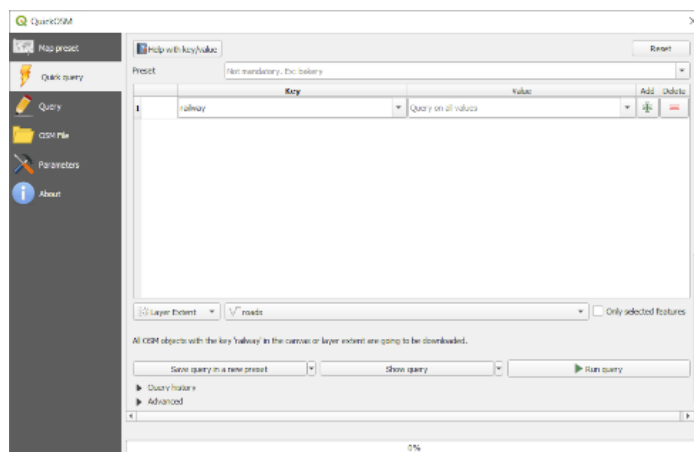 QuickOSM
Map preset
Quick query
Query
OSM File
Parameters
About
Help with key/value
Reset
Preset
Not mandatory. Ex: bakery
Key Value Add Delete
1 railway Query on all values
Layer Extent roads Only selected features
All OSM objects with the key 'railway' in the canvas or layer extent are going to be downloaded.
Save query in a new preset Show query Run query
Query history
Advanced
0%